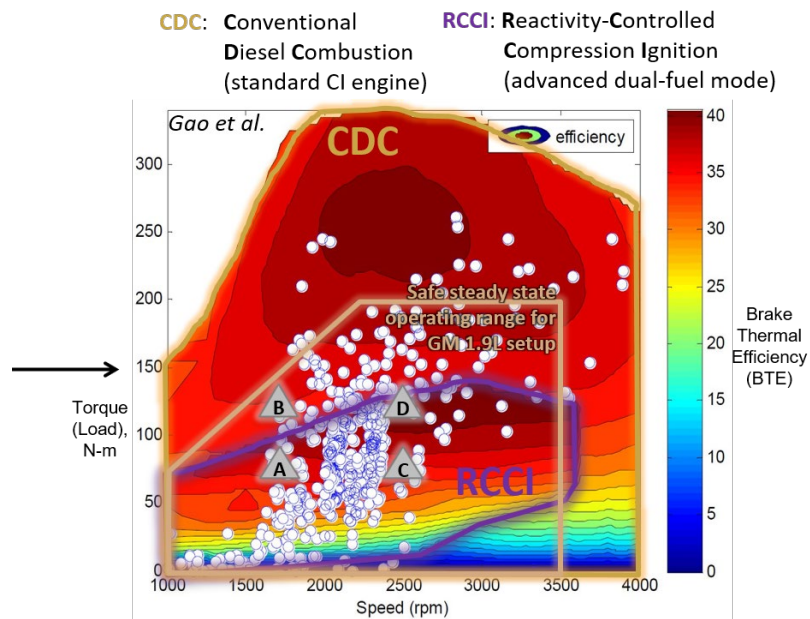 CDC: Conventional
Diesel Combustion
(standard CI engine)
RCCI: Reactivity-Controlled
Compression Ignition
(advanced dual-fuel mode)
Gao et al.
CDC
efficiency
Safe steady state
operating range for
GM 1.9L setup
B
D
A
C
RCCI
Torque
(Load),
N-m
300
250
200
150
100
50
0
1000 1500 2000 2500 3000 3500 4000
Speed (rpm)
40
35
30
25
20
15
10
5
0
Brake
Thermal
Efficiency
(BTE)